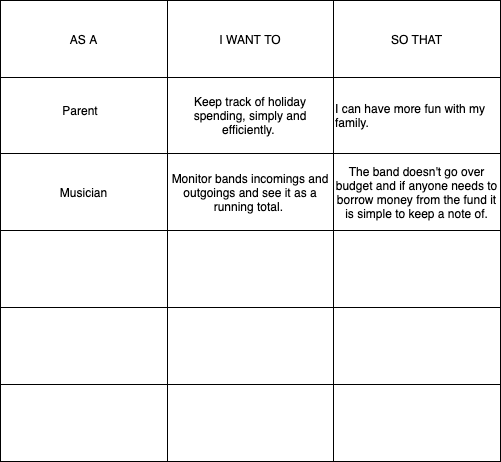 AS A
I WANT TO
SO THAT
Parent
Keep track of holiday
spending, simply and
efficiently.
I can have more fun with my
family.
Musician
Monitor bands incomings and
outgoings and see it as a
running total.
The band doesn't go over
budget and if anyone needs to
borrow money from the fund it
is simple to keep a note of.